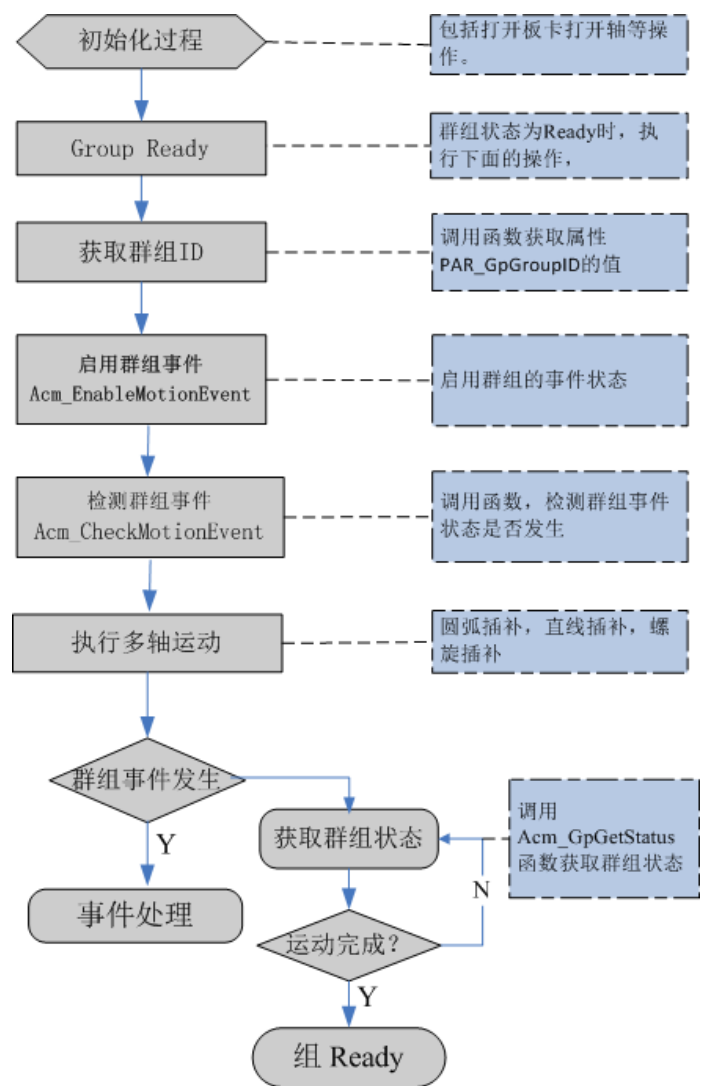 初始化过程
包括打开板卡打开轴等操
作。
Group Ready
群组状态为Ready时，执
行下面的操作，
获取群组ID
调用函数获取属性
PAR_GpGroupID的值
启用群组事件
Acm_EnableMotionEvent
启用群组的事件状态
检测群组事件
Acm_CheckMotionEvent
调用函数，检测群组事件
状态是否发生
执行多轴运动
圆弧插补，直线插补，螺
旋插补
群组事件发生
Y
事件处理
获取群组状态
调用
Acm_GpGetStatus
函数获取群组状态
N
运动完成？
Y
组 Ready